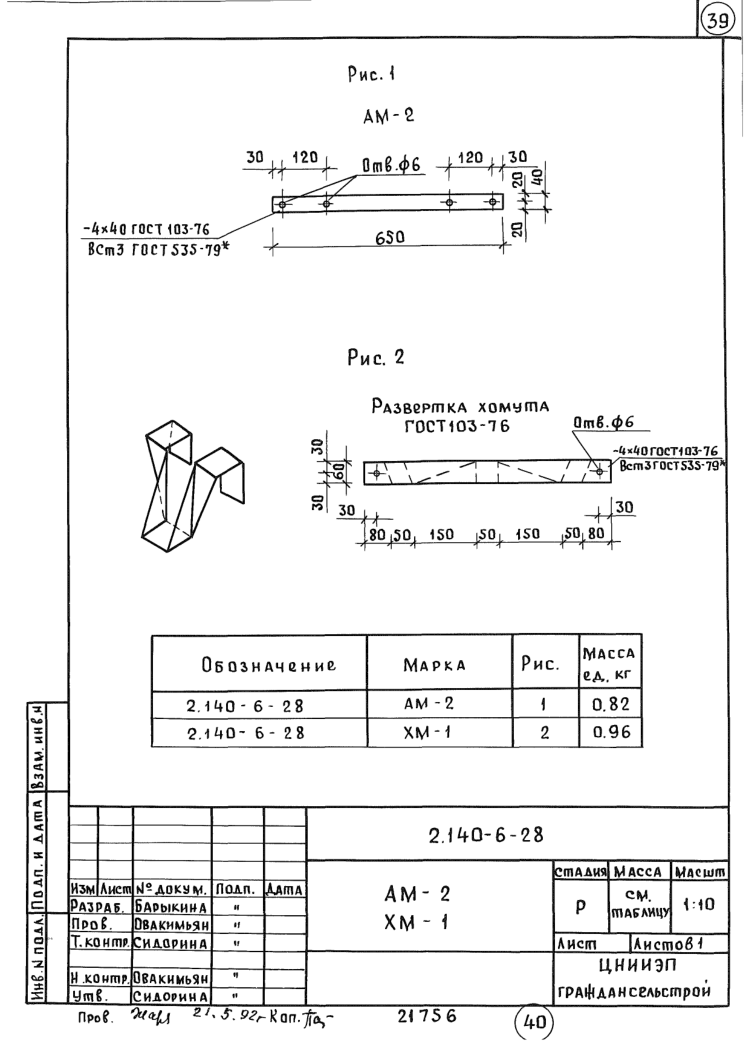 39
Рис. 1
АМ - 2
30 120 Отв. ф6 120 30
20 40
20
-4×40 ГОСТ 103-76
ВСт3 ГОСТ 535-79*
650
Рис. 2
Развертка хомута
ГОСТ 103-76
Отв. ф6
-4×40 ГОСТ 103-76
ВСт3 ГОСТ 535-79*
30
60
30
30 30
80 50 150 50 150 50 80
Обозначение Марка Рис. Масса ед. кг
2.140 - 6 - 28 АМ - 2 1 0.82
2.140 - 6 - 28 ХМ - 1 2 0.96
Взам. инв. N
Подп. и дата
Инв. N подл.
2.140-6-28
Изм Лист № докум. Подп. Дата
Разраб. Барыкина "
Пров. Овакимьян "
Т. контр. Сидорина "
Н. контр. Овакимьян "
Утв. Сидорина "
АМ - 2
ХМ - 1
Стадия Масса Масшт
Р см. таблицу 1:10
Лист Листов 1
ЦНИИЭП
граждансельстрой
Пров. 21.5.92г Коп.
21756
40